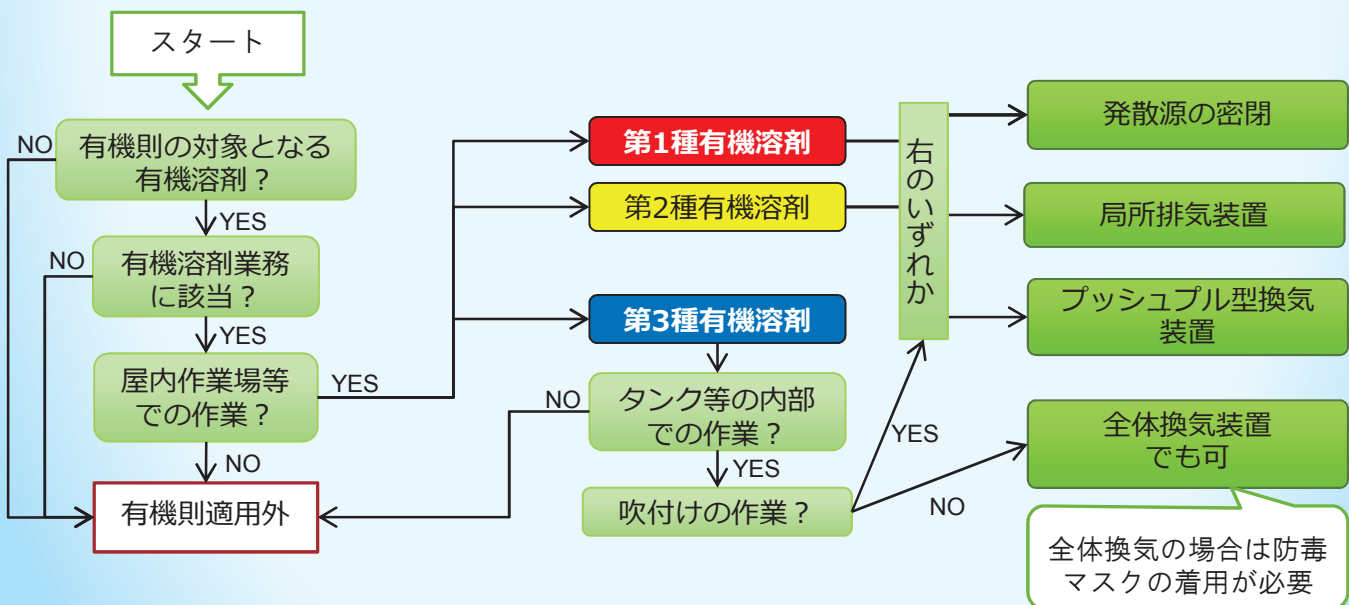 スタート
有機則の対象となる
有機溶剤？
NO
YES
有機溶剤業務
に該当？
NO
YES
屋内作業場等
での作業？
YES
NO
有機則適用外
第1種有機溶剤
第2種有機溶剤
第3種有機溶剤
タンク等の内部
での作業？
NO
YES
吹付けの作業？
YES
NO
右のいずれか
発散源の密閉
局所排気装置
プッシュプル型換気
装置
全体換気装置
でも可
全体換気の場合は防毒
マスクの着用が必要